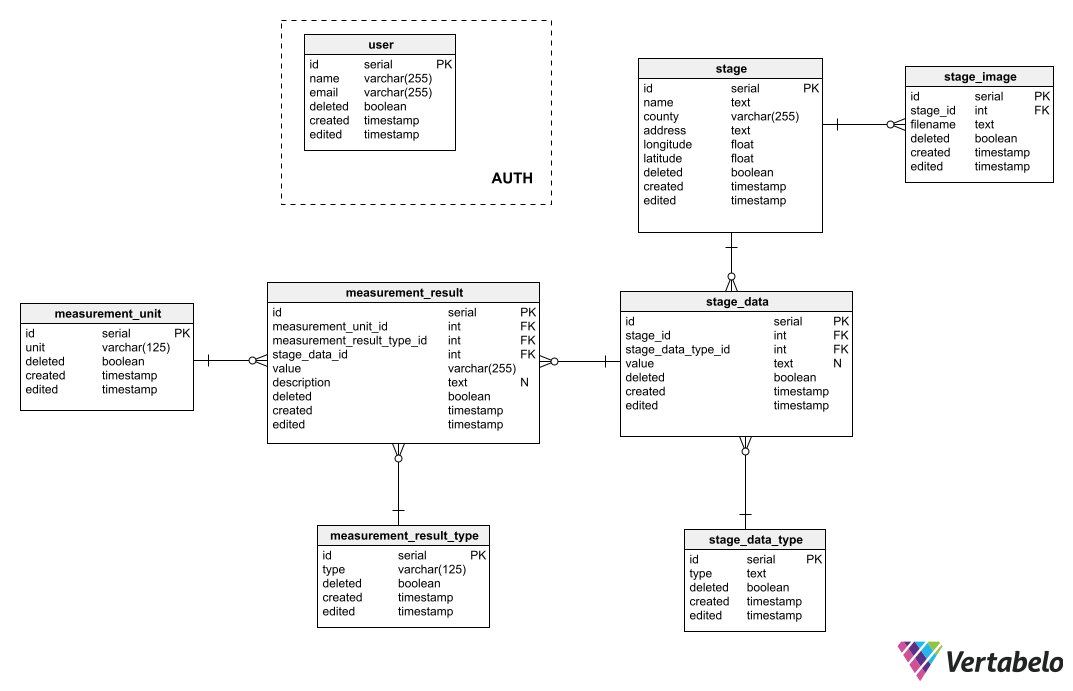 user
id serial PK
name varchar(255)
email varchar(255)
deleted boolean
created timestamp
edited timestamp
AUTH
stage
id serial PK
name text
county varchar(255)
address text
longitude float
latitude float
deleted boolean
created timestamp
edited timestamp
stage_image
id serial PK
stage_id int FK
filename text
deleted boolean
created timestamp
edited timestamp
measurement_unit
id serial PK
unit varchar(125)
deleted boolean
created timestamp
edited timestamp
measurement_result
id serial PK
measurement_unit_id int FK
measurement_result_type_id int FK
stage_data_id int FK
value varchar(255)
description text N
deleted boolean
created timestamp
edited timestamp
stage_data
id serial PK
stage_id int FK
stage_data_type_id int FK
value text N
deleted boolean
created timestamp
edited timestamp
measurement_result_type
id serial PK
type varchar(125)
deleted boolean
created timestamp
edited timestamp
stage_data_type
id serial PK
type text
deleted boolean
created timestamp
edited timestamp
Vertabelo